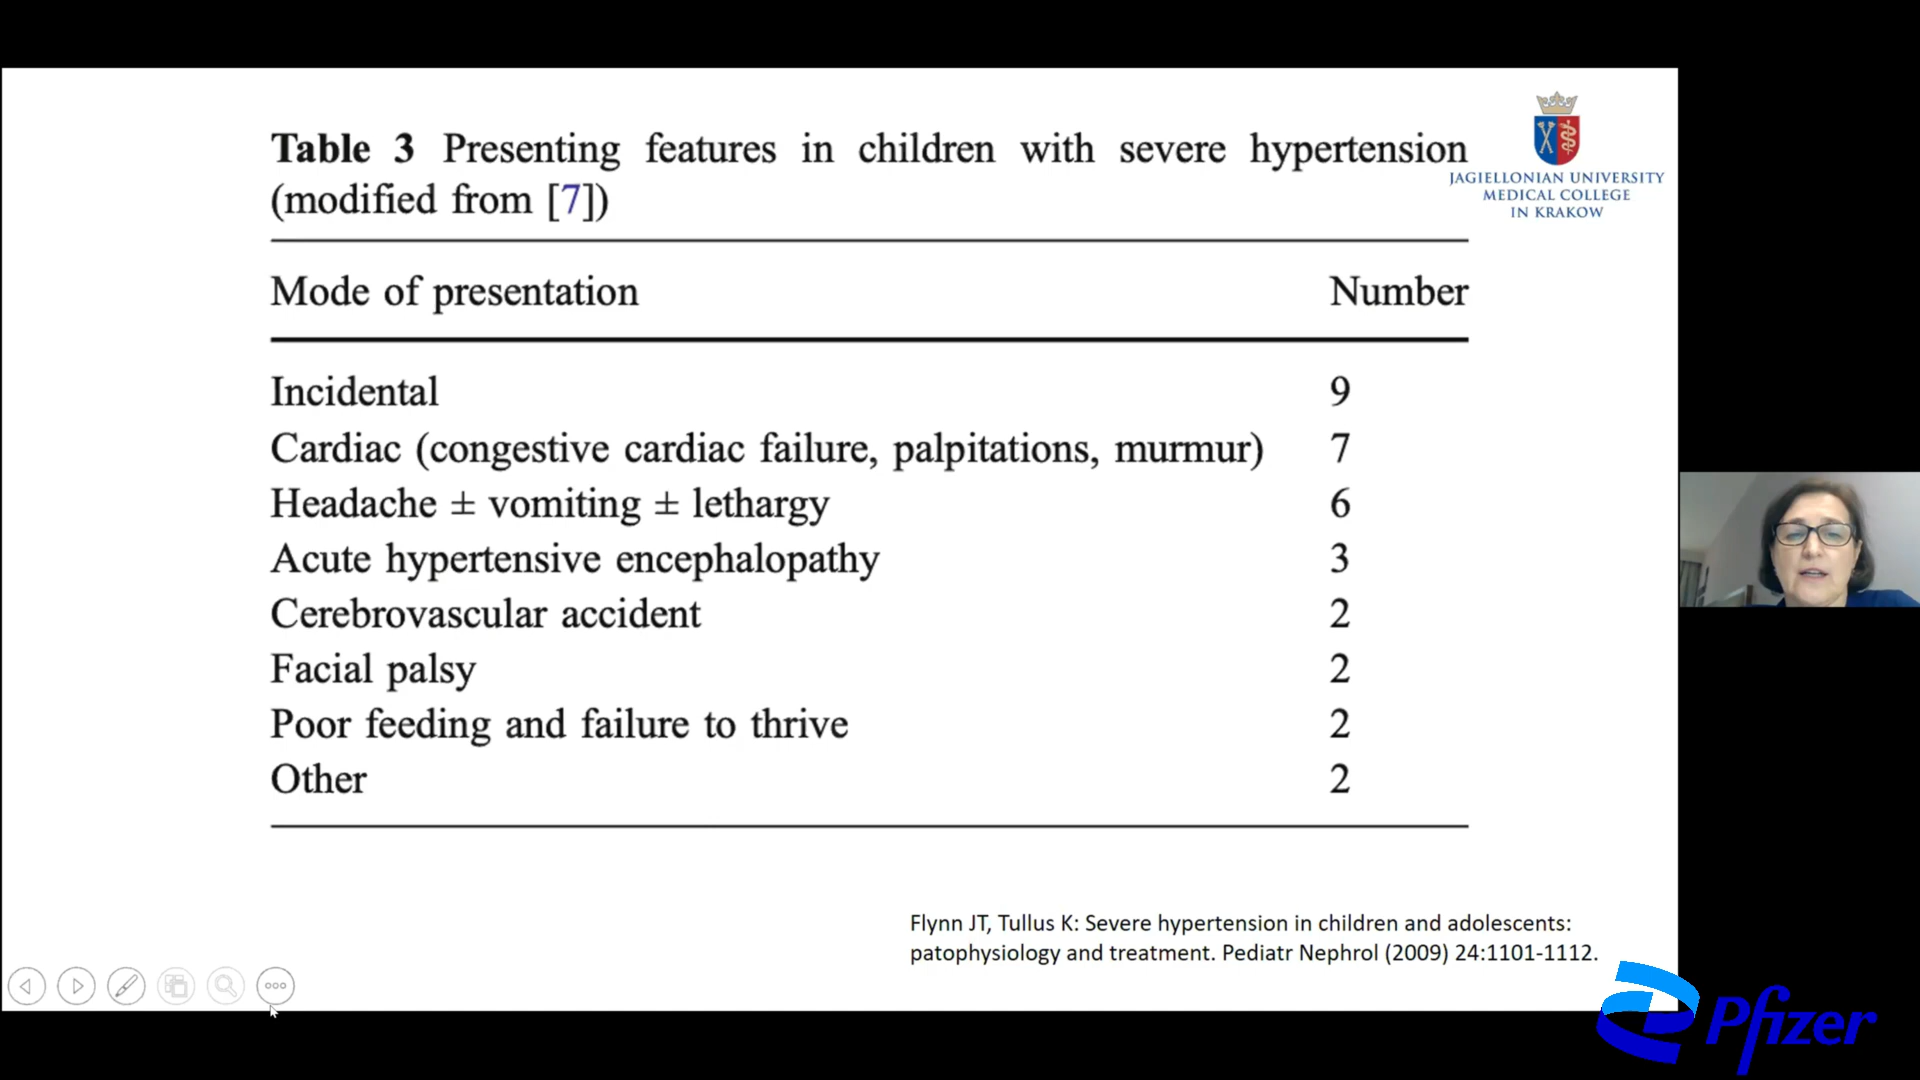 Table 3 Presenting features in children with severe hypertension
(modified from [7])
JAGIELLONIAN UNIVERSITY
MEDICAL COLLEGE
IN KRAKOW
Mode of presentation Number
Incidental 9
Cardiac (congestive cardiac failure, palpitations, murmur) 7
Headache ± vomiting ± lethargy 6
Acute hypertensive encephalopathy 3
Cerebrovascular accident 2
Facial palsy 2
Poor feeding and failure to thrive 2
Other 2
Flynn JT, Tullus K: Severe hypertension in children and adolescents:
patophysiology and treatment. Pediatr Nephrol (2009) 24:1101-1112.
Pfizer